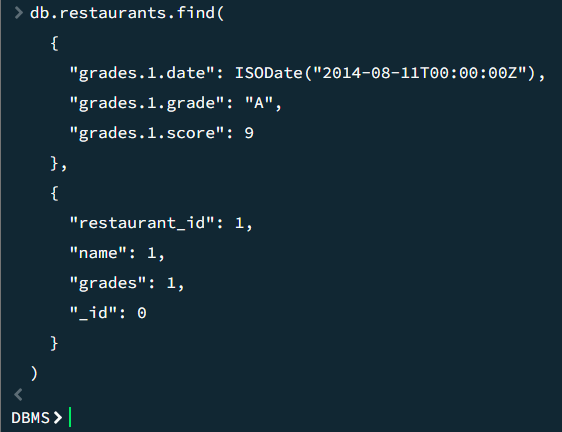 > db.restaurants.find(
{
"grades.1.date": ISODate("2014-08-11T00:00:00Z"),
"grades.1.grade": "A",
"grades.1.score": 9
},
{
"restaurant_id": 1,
"name": 1,
"grades": 1,
"_id": 0
}
)
<
DBMS>